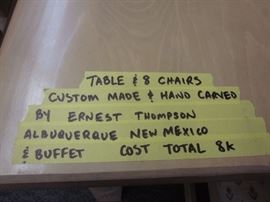 TABLE & 8 CHAIRS
CUSTOM MADE & HAND CARVED
BY ERNEST THOMPSON
ALBUQUERQUE NEW MEXICO
& BUFFET COST TOTAL 8K